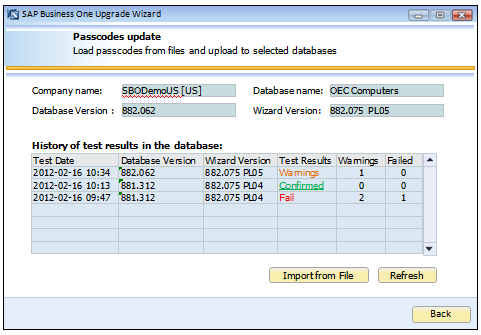 SAP Business One Upgrade Wizard
Passcodes update
Load passcodes from files and upload to selected databases
Company name: SBODemoUS [US] Database name: OEC Computers
Database Version : 882.062 Wizard Version: 882.075 PL05
History of test results in the database:
Test Date Database Version Wizard Version Test Results Warnings Failed
2012-02-16 10:34 882.062 882.075 PL05 Warnings 1 0
2012-02-16 10:13 881.312 882.075 PL04 Confirmed 0 0
2012-02-16 09:47 881.312 882.075 PL04 Fail 2 1
Import from File Refresh
Back